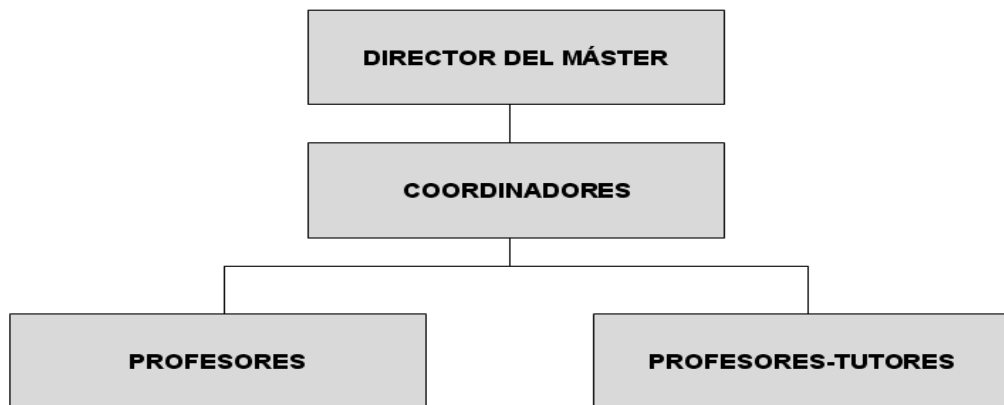 DIRECTOR DEL MÁSTER
COORDINADORES
PROFESORES
PROFESORES-TUTORES